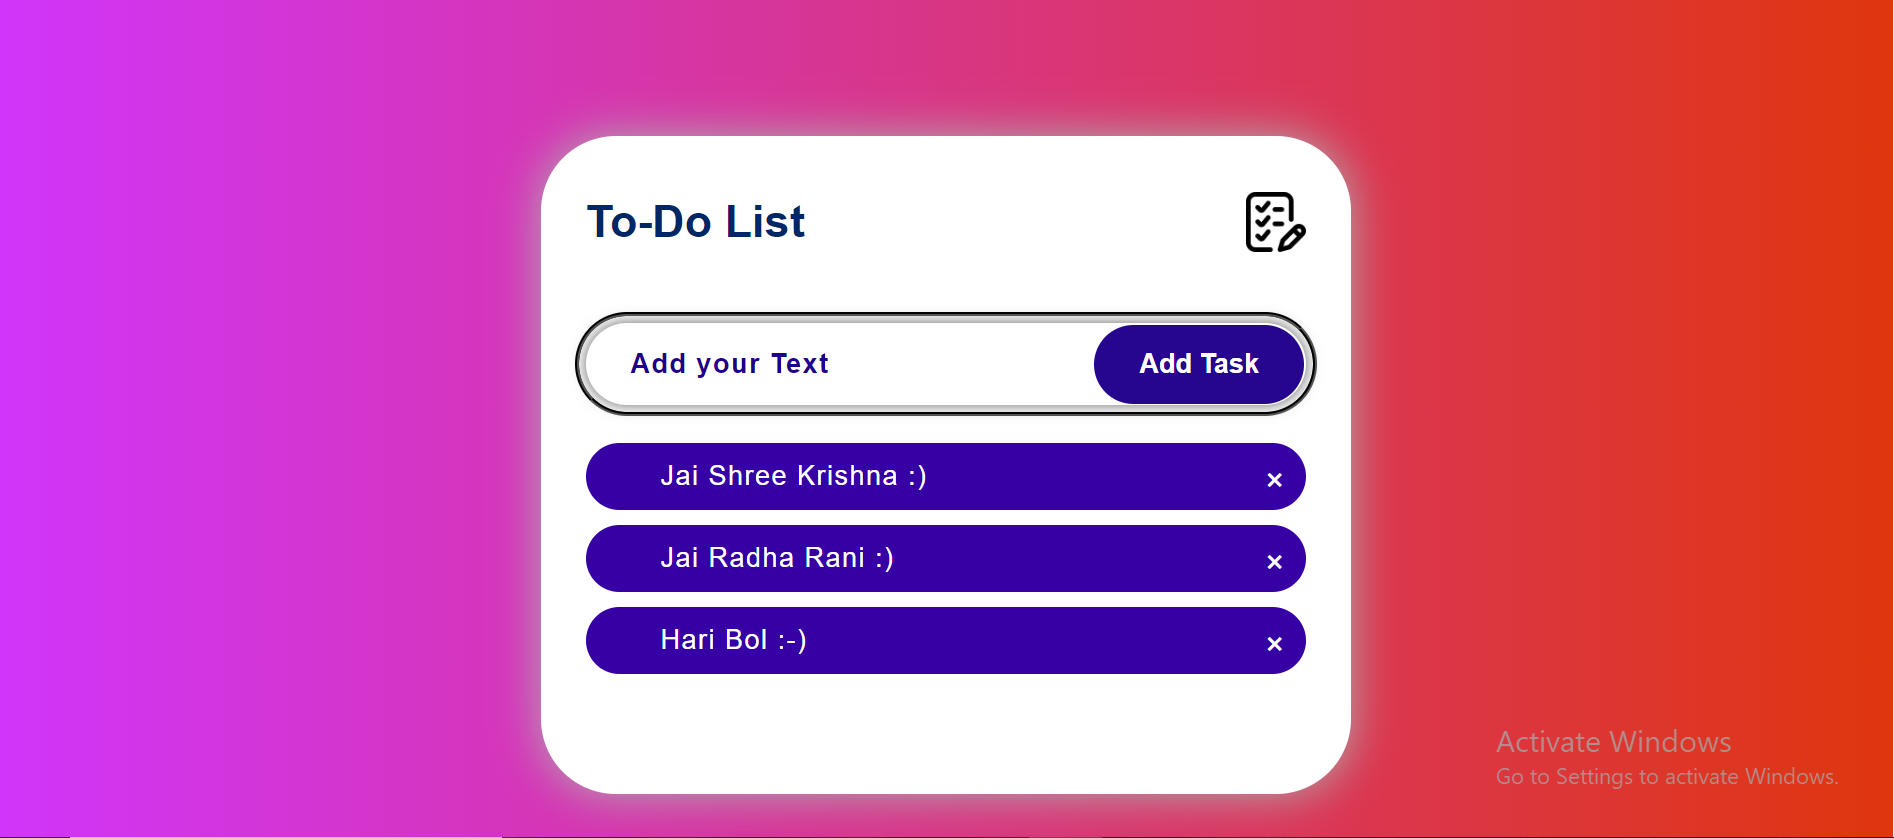 To-Do List
Add your Text
Add Task
Jai Shree Krishna :)
×
Jai Radha Rani :)
×
Hari Bol :-)
×
Activate Windows
Go to Settings to activate Windows.